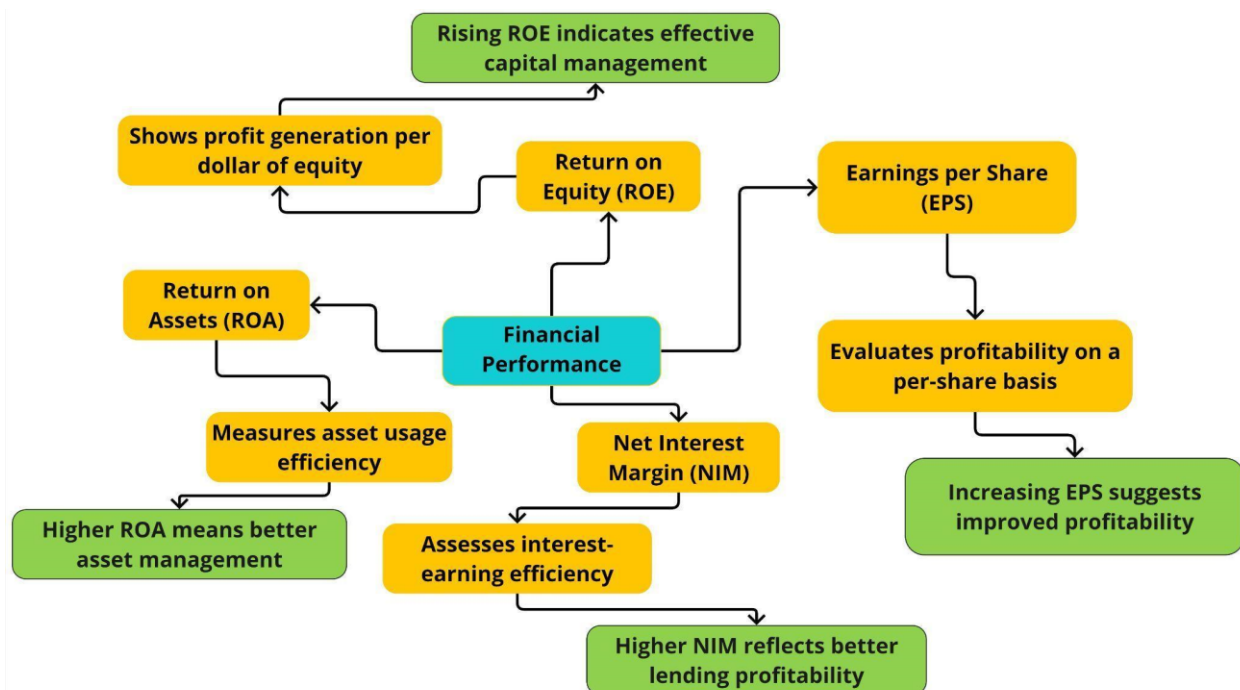 Rising ROE indicates effective
capital management
Shows profit generation per
dollar of equity
Return on
Equity (ROE)
Earnings per Share
(EPS)
Return on
Assets (ROA)
Financial
Performance
Evaluates profitability on a
per-share basis
Measures asset usage
efficiency
Net Interest
Margin (NIM)
Increasing EPS suggests
improved profitability
Higher ROA means better
asset management
Assesses interest-
earning efficiency
Higher NIM reflects better
lending profitability